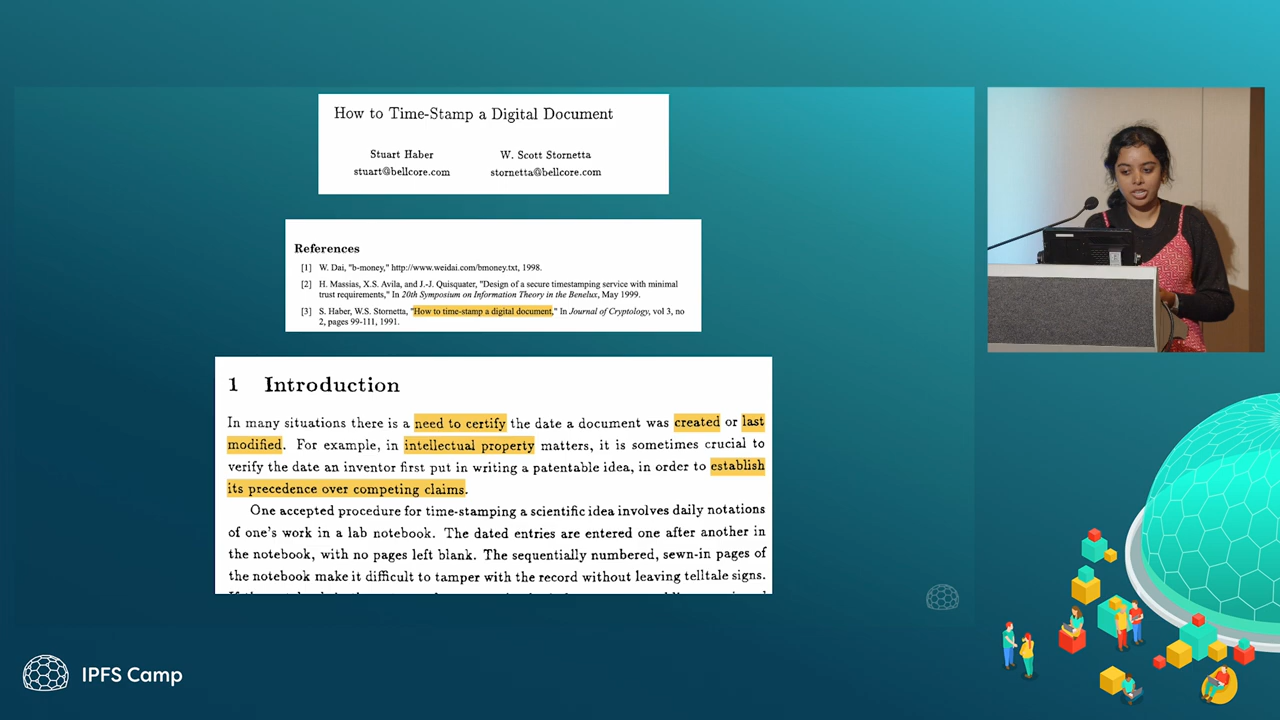 How to Time-Stamp a Digital Document
Stuart Haber
W. Scott Stornetta
stuart@bellcore.com
stornetta@bellcore.com
References
[1] W. Dai, "b-money," http://www.weidai.com/bmoney.txt, 1998.
[2] H. Massias, X.S. Avila, and J.-J. Quisquater, "Design of a secure timestamping service with minimal
trust requirements," In 20th Symposium on Information Theory in the Benelux, May 1999.
[3] S. Haber, W.S. Stornetta, "How to time-stamp a digital document," In Journal of Cryptology, vol 3, no
2, pages 99-111, 1991.
1 Introduction
In many situations there is a need to certify the date a document was created or last
modified. For example, in intellectual property matters, it is sometimes crucial to
verify the date an inventor first put in writing a patentable idea, in order to establish
its precedence over competing claims.
One accepted procedure for time-stamping a scientific idea involves daily notations
of one's work in a lab notebook. The dated entries are entered one after another in
the notebook, with no pages left blank. The sequentially numbered, sewn-in pages of
the notebook make it difficult to tamper with the record without leaving telltale signs.
IPFS Camp